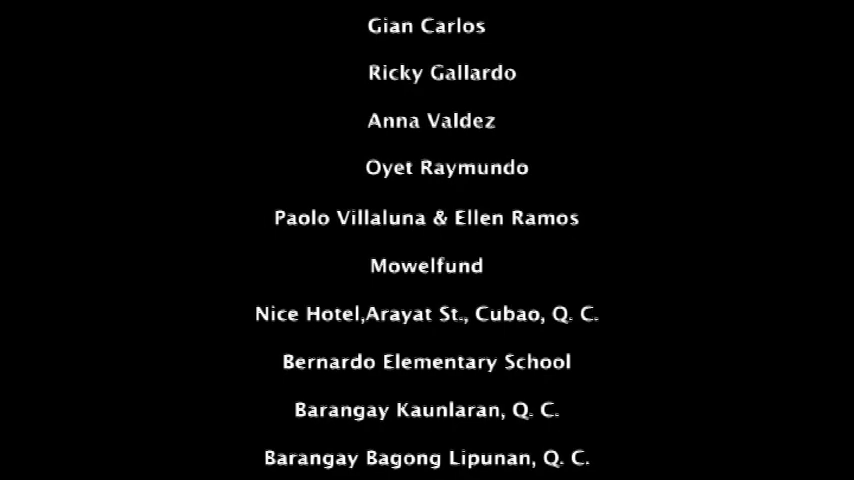 Gian Carlos
Ricky Gallardo
Anna Valdez
Oyet Raymundo
Paolo Villaluna & Ellen Ramos
Mowelfund
Nice Hotel,Arayat St., Cubao, Q. C.
Bernardo Elementary School
Barangay Kaunlaran, Q. C.
Barangay Bagong Lipunan, Q. C.